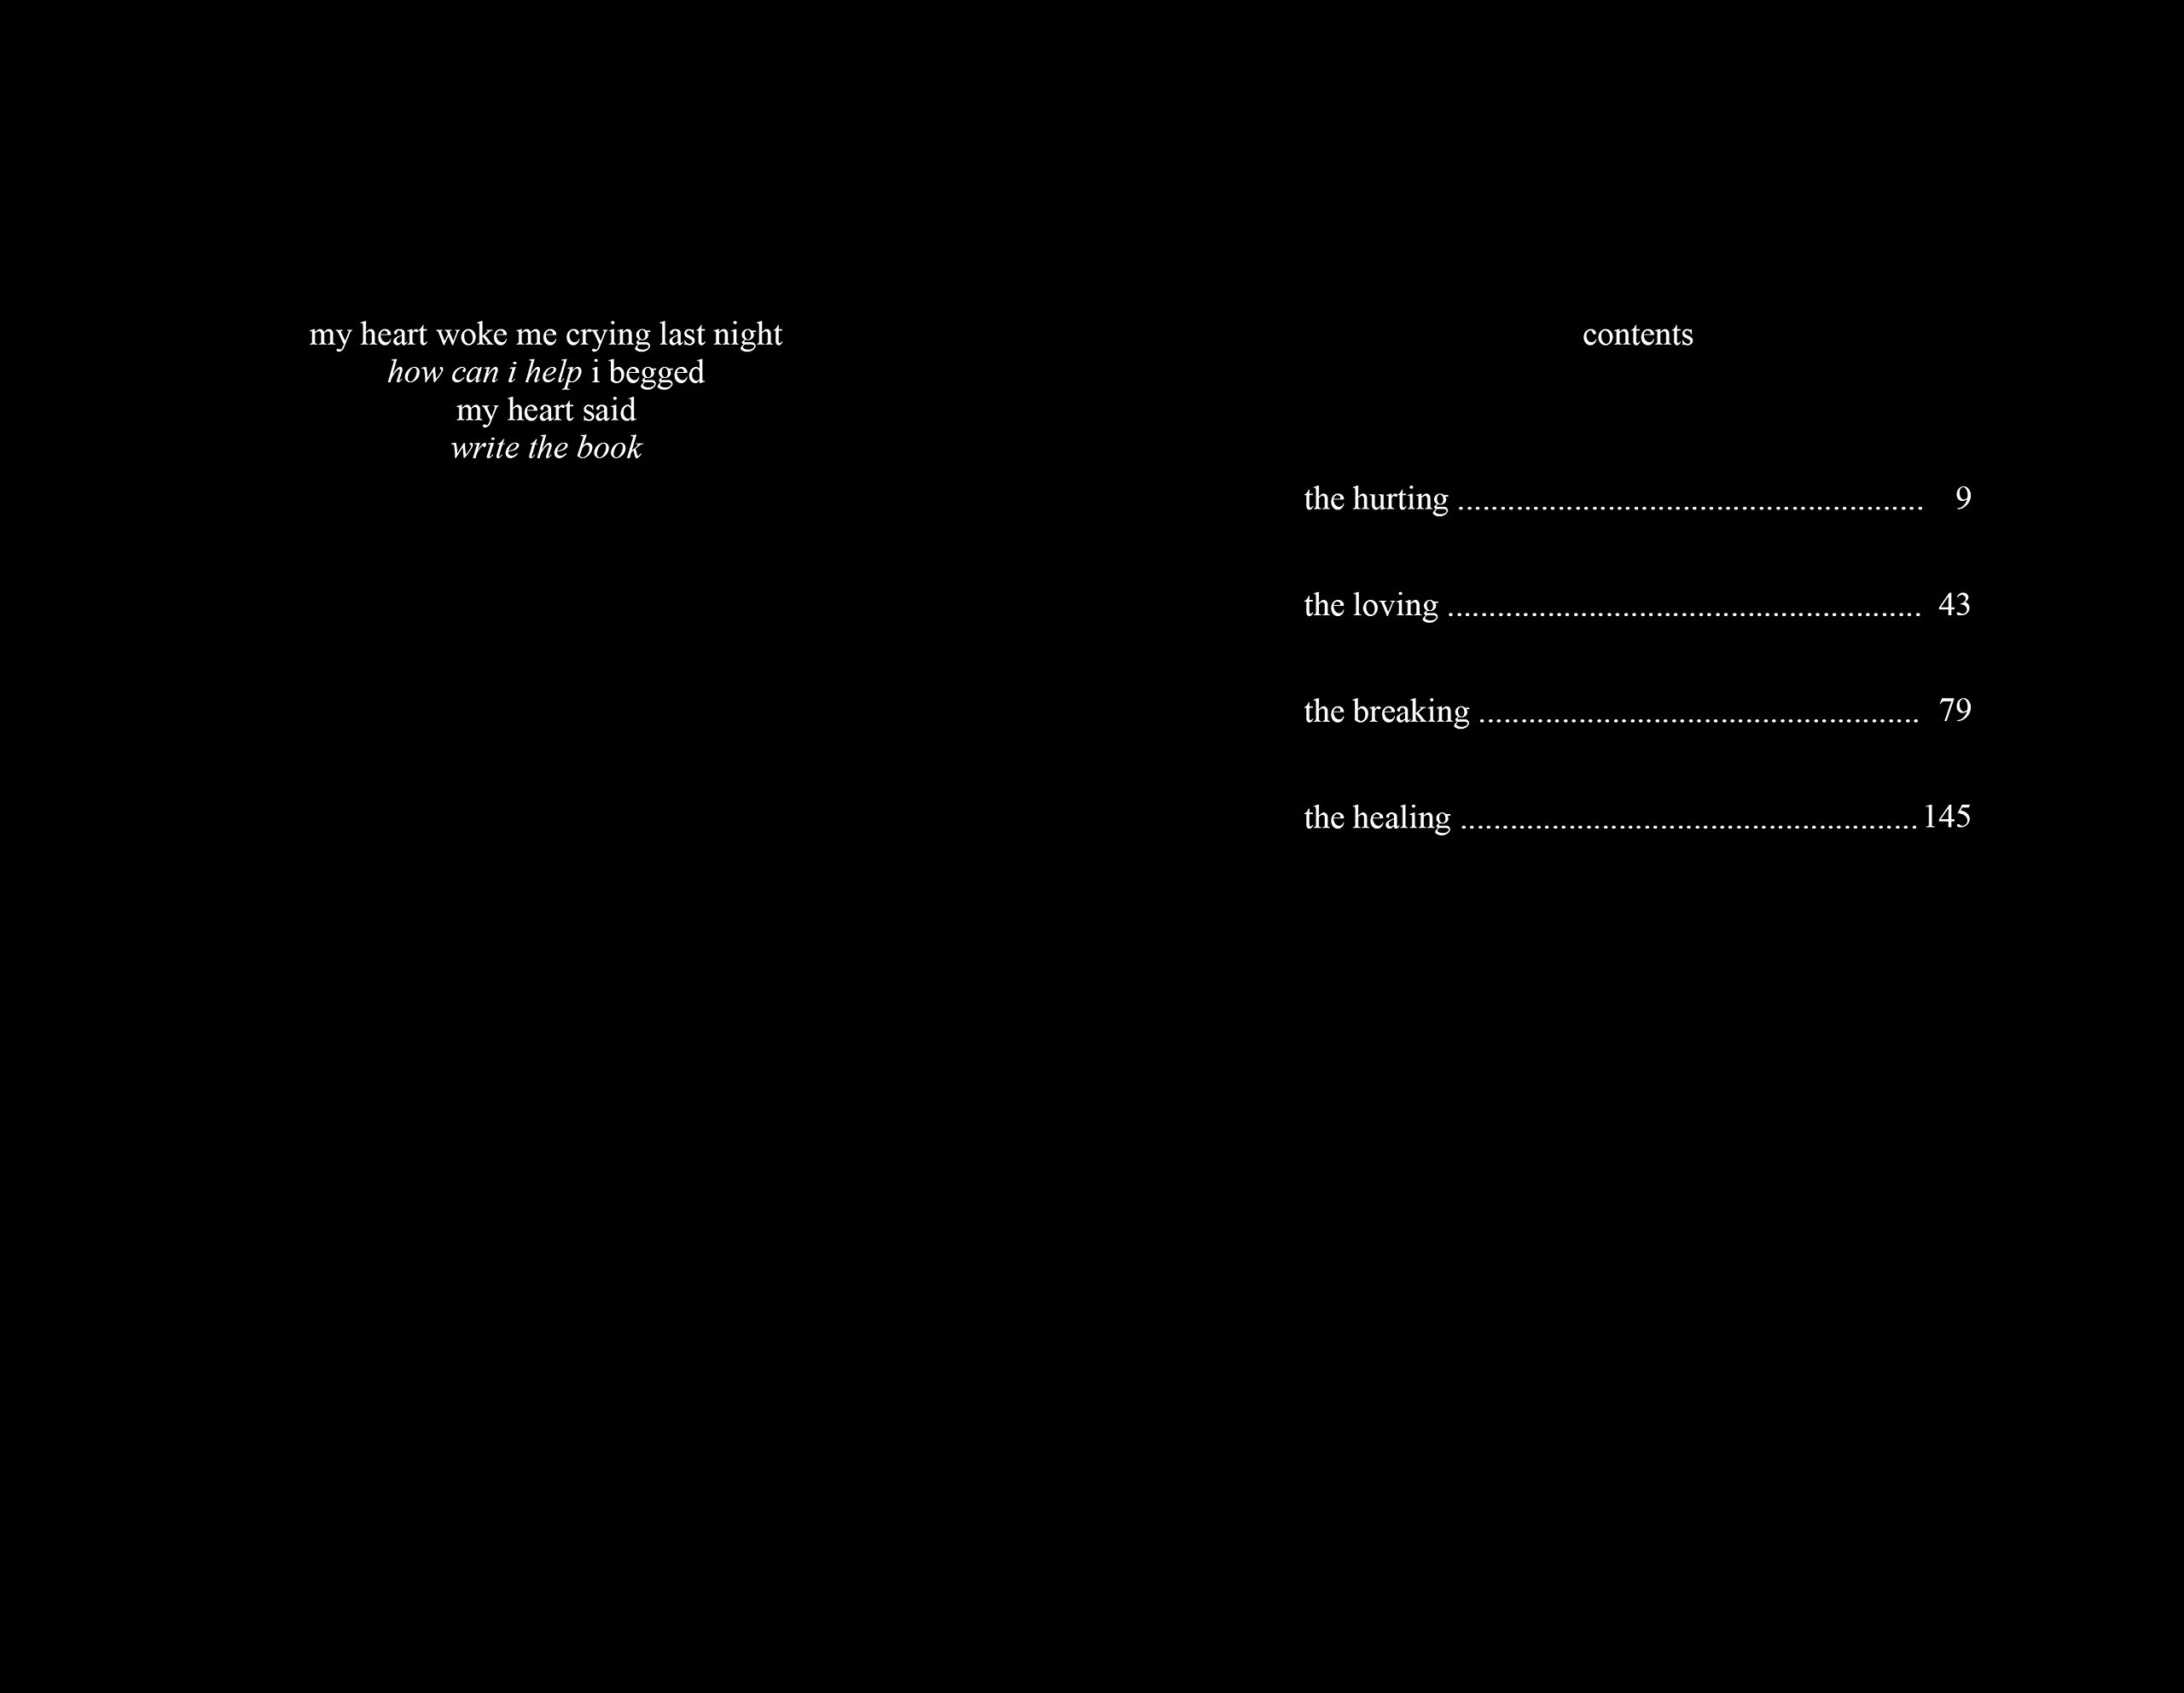 my heart woke me crying last night
how can i help i begged
my heart said
write the book
contents
the hurting ........................................................ 9
the loving ......................................................... 43
the breaking ..................................................... 79
the healing ....................................................... 145